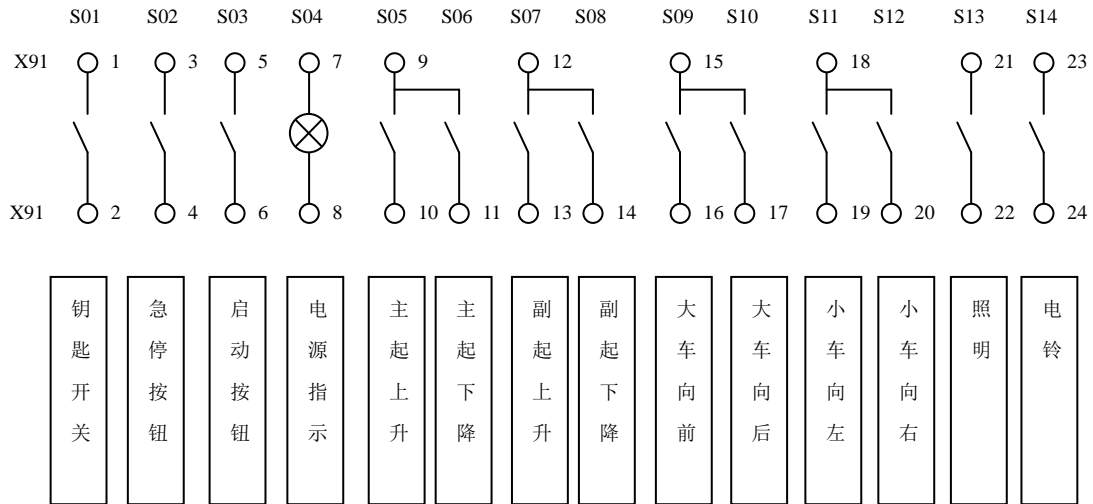 S01 S02 S03 S04 S05 S06 S07 S08 S09 S10 S11 S12 S13 S14
X91 1 3 5 7 9 12 15 18 21 23
X91 2 4 6 8 10 11 13 14 16 17 19 20 22 24
钥匙开关
急停按钮
启动按钮
电源指示
主起上升
主起下降
副起上升
副起下降
大车向前
大车向后
小车向左
小车向右
照明
电铃